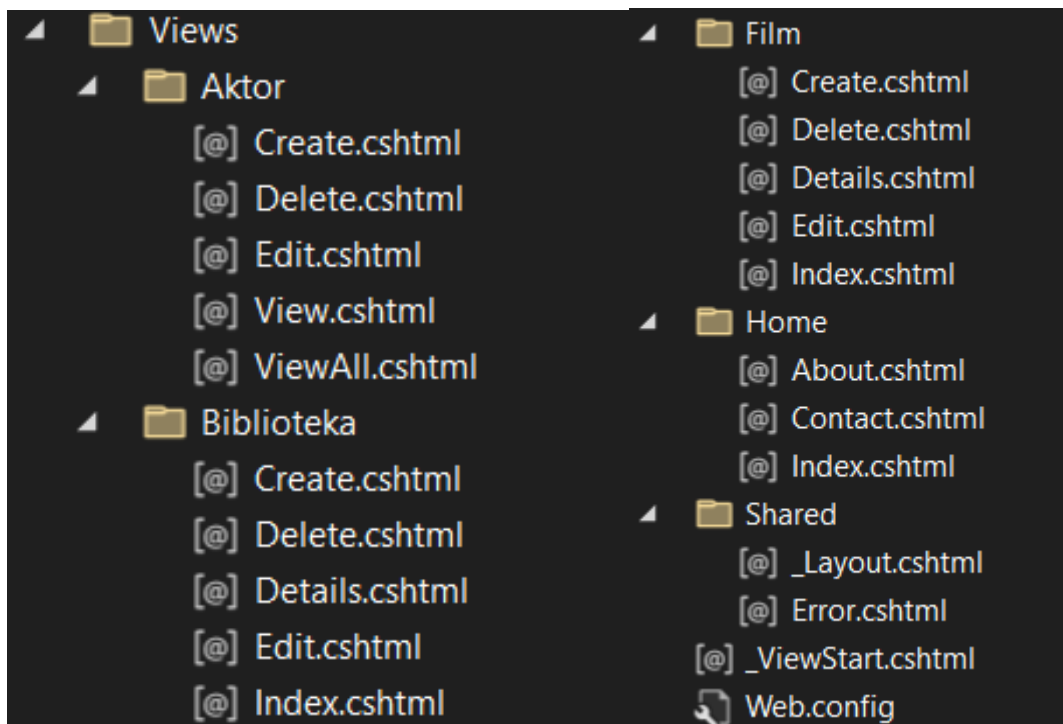 Views
Aktor
[@] Create.cshtml
[@] Delete.cshtml
[@] Edit.cshtml
[@] View.cshtml
[@] ViewAll.cshtml
Biblioteka
[@] Create.cshtml
[@] Delete.cshtml
[@] Details.cshtml
[@] Edit.cshtml
[@] Index.cshtml
Film
[@] Create.cshtml
[@] Delete.cshtml
[@] Details.cshtml
[@] Edit.cshtml
[@] Index.cshtml
Home
[@] About.cshtml
[@] Contact.cshtml
[@] Index.cshtml
Shared
[@] _Layout.cshtml
[@] Error.cshtml
[@] _ViewStart.cshtml
Web.config